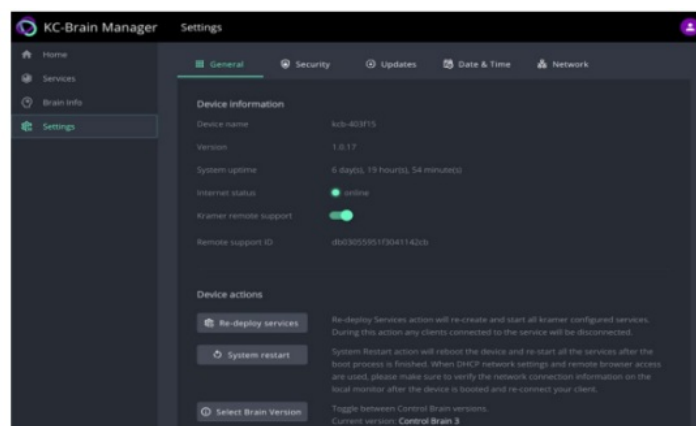 KC-Brain Manager
Settings
Home
Services
Brain Info
Settings
General
Security
Updates
Date & Time
Network
Device information
Device name
kcb-403f15
Version
1.0.17
System uptime
6 day(s), 19 hour(s), 54 minute(s)
Internet status
online
Kramer remote support
Remote support ID
db03055951f3041142cb
Device actions
Re-deploy services
Re-deploy Services action will re-create and start all kramer configured services.
During this action any clients connected to the service will be disconnected.
System restart
System Restart action will reboot the device and re-start all the services after the
boot process is finished. When DHCP network settings and remote browser access
are used, please make sure to verify the network connection information on the
local monitor after the device is booted and re-connect your client.
Select Brain Version
Toggle between Control Brain versions.
Current version: Control Brain 3